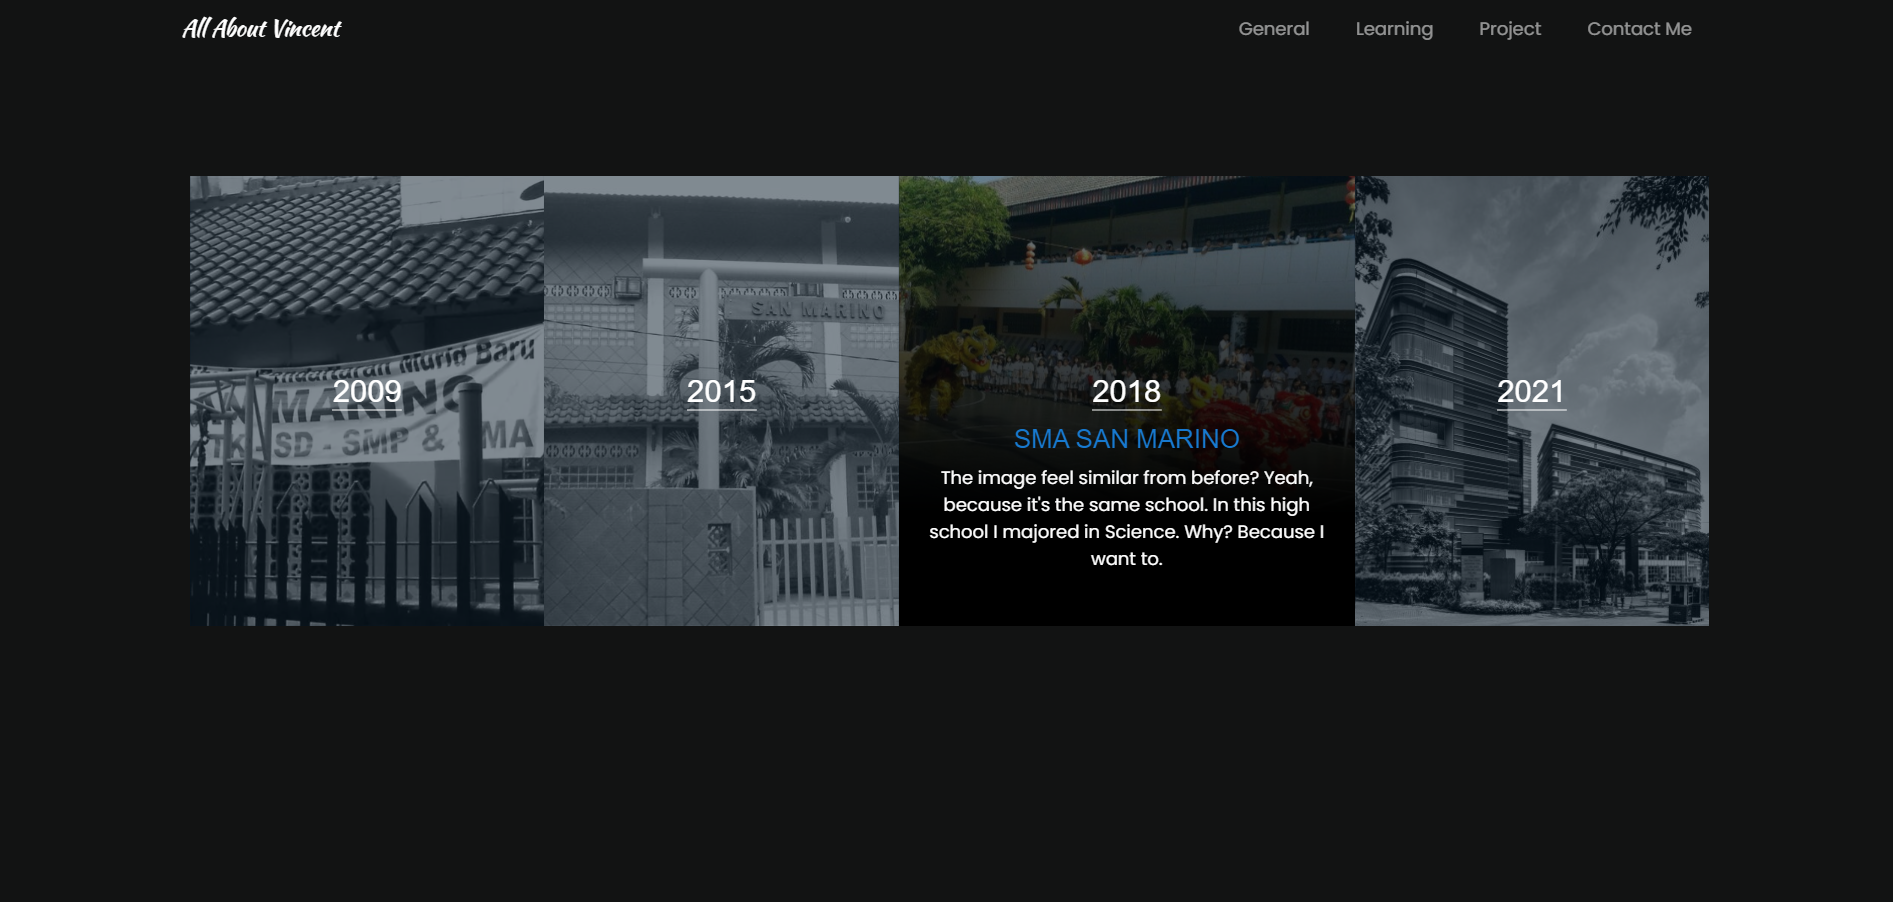 All About Vincent
General Learning Project Contact Me
Murid Baru
MARINO
TK - SD - SMP & SMA
2009
SAN MARINO
2015
2018
SMA SAN MARINO
The image feel similar from before? Yeah,
because it's the same school. In this high
school I majored in Science. Why? Because I
want to.
2021